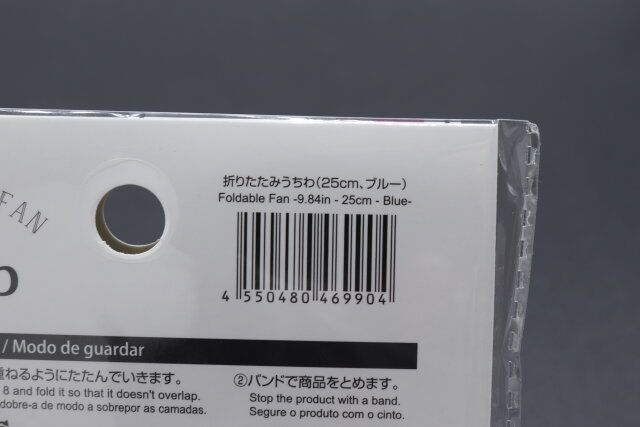 FAN
折りたたみうちわ(25cm、ブルー)
Foldable Fan -9.84in - 25cm - Blue-
4 550480 469904
/ Modo de guardar
重ねるようにたたんでいきます。
8 and fold it so that it doesn't overlap.
dobre-a de modo a sobrepor as camadas.
②バンドで商品をとめます。
Stop the product with a band.
Segure o produto com o cinto.